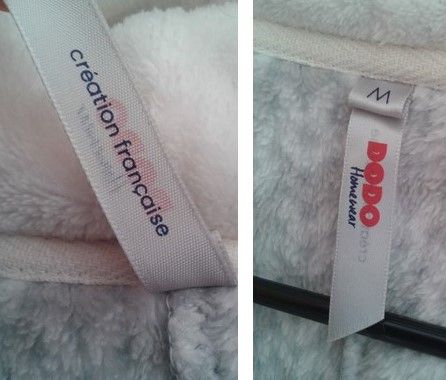 création française
M
DODO
Homewear